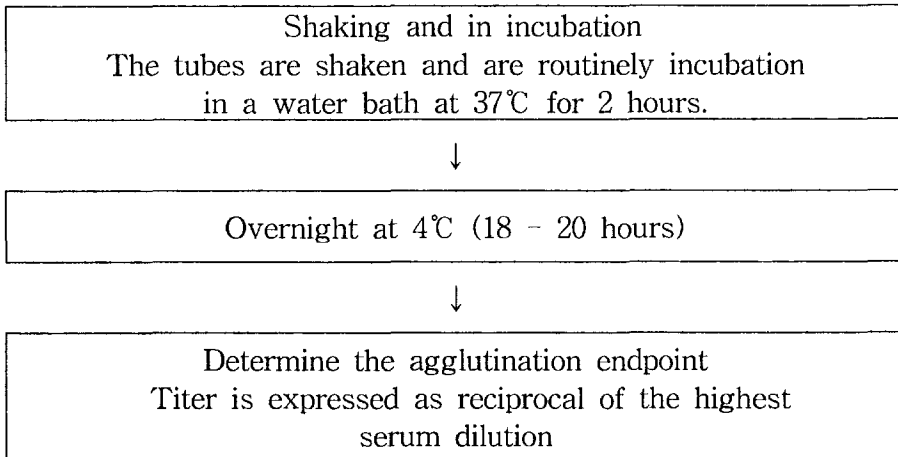 Shaking and in incubation
The tubes are shaken and are routinely incubation
in a water bath at 37℃ for 2 hours.
↓
Overnight at 4℃ (18 - 20 hours)
↓
Determine the agglutination endpoint
Titer is expressed as reciprocal of the highest
serum dilution